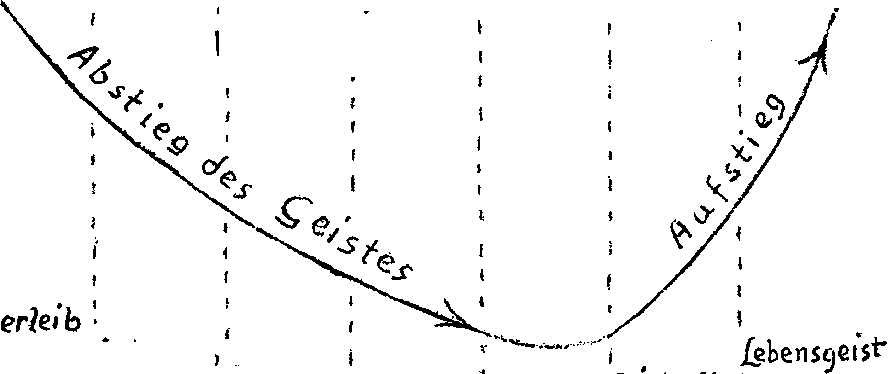 Abstieg des Geistes
Aufstieg
erleib
Lebensgeist